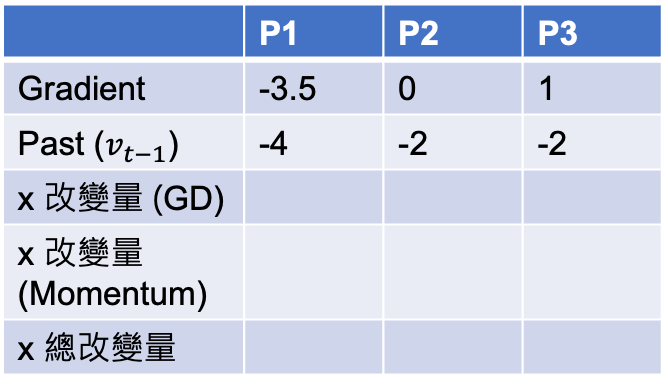 P1 P2 P3
Gradient -3.5 0 1
Past (𝑣ₜ₋₁) -4 -2 -2
x 改變量 (GD)
x 改變量
(Momentum)
x 總改變量